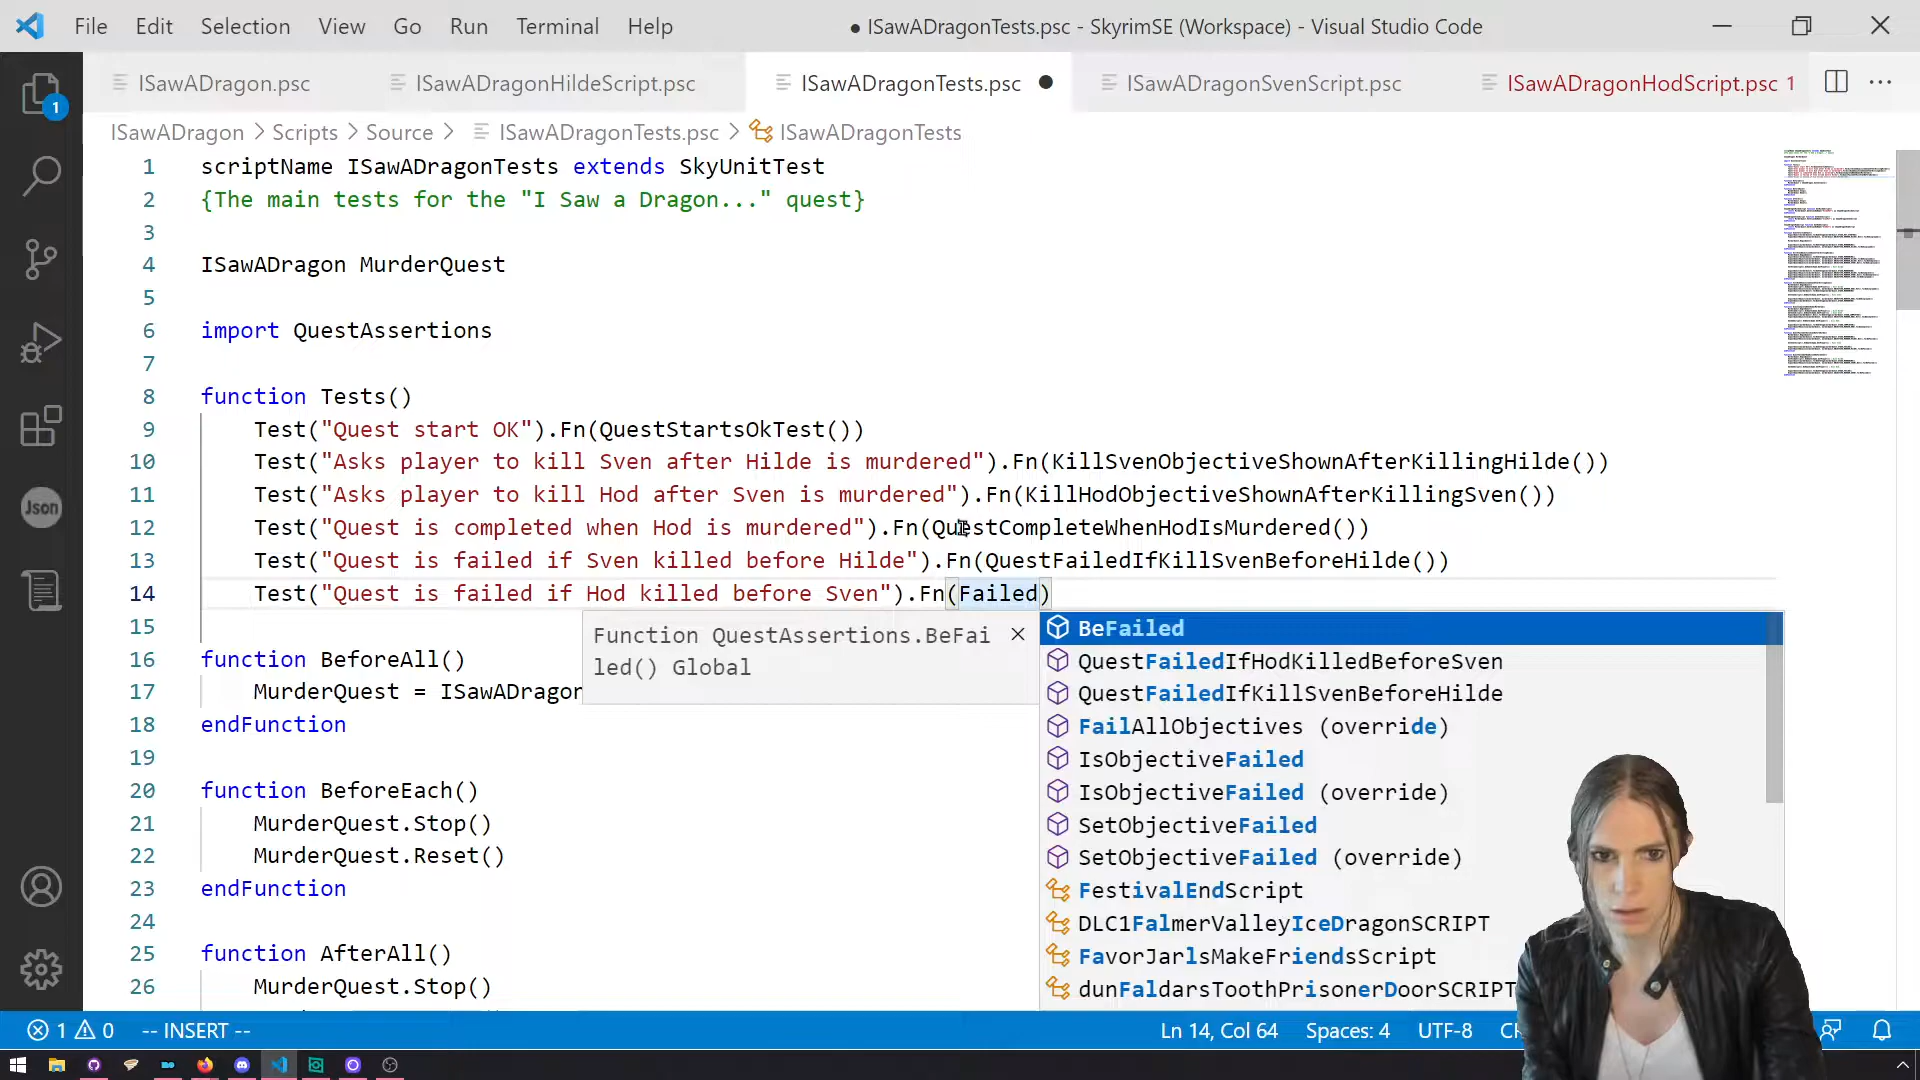 File Edit Selection View Go Run Terminal Help
● ISawADragonTests.psc - SkyrimSE (Workspace) - Visual Studio Code
ISawADragon.psc ISawADragonHildeScript.psc ISawADragonTests.psc ISawADragonSvenScript.psc ISawADragonHodScript.psc 1
ISawADragon > Scripts > Source > ISawADragonTests.psc > ISawADragonTests
1 scriptName ISawADragonTests extends SkyUnitTest
2 {The main tests for the "I Saw a Dragon..." quest}
3
4 ISawADragon MurderQuest
5
6 import QuestAssertions
7
8 function Tests()
9 Test("Quest start OK").Fn(QuestStartsOkTest())
10 Test("Asks player to kill Sven after Hilde is murdered").Fn(KillSvenObjectiveShownAfterKillingHilde())
11 Test("Asks player to kill Hod after Sven is murdered").Fn(KillHodObjectiveShownAfterKillingSven())
12 Test("Quest is completed when Hod is murdered").Fn(QuestCompleteWhenHodIsMurdered())
13 Test("Quest is failed if Sven killed before Hilde").Fn(QuestFailedIfKillSvenBeforeHilde())
14 Test("Quest is failed if Hod killed before Sven").Fn(Failed)
15
16 function BeforeAll()
17 MurderQuest = ISawADragon
18 endFunction
19
20 function BeforeEach()
21 MurderQuest.Stop()
22 MurderQuest.Reset()
23 endFunction
24
25 function AfterAll()
26 MurderQuest.Stop()
Function QuestAssertions.BeFai
led() Global
BeFailed
QuestFailedIfHodKilledBeforeSven
QuestFailedIfKillSvenBeforeHilde
FailAllObjectives (override)
IsObjectiveFailed
IsObjectiveFailed (override)
SetObjectiveFailed
SetObjectiveFailed (override)
FestivalEndScript
DLC1FalmerValleyIceDragonSCRIPT
FavorJarlsMakeFriendsScript
dunFaldarsToothPrisonerDoorSCRIPT
1
Json
1 0 -- INSERT -- Ln 14, Col 64 Spaces: 4 UTF-8